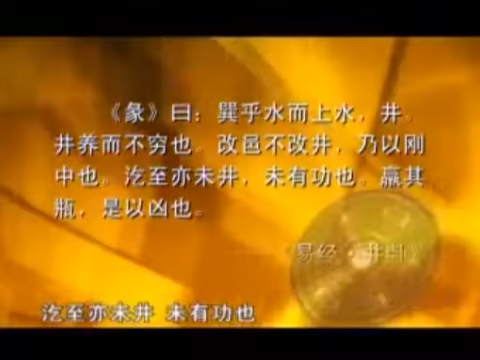 《彖》曰：巽乎水而上水，井。
井养而不穷也。改邑不改井，乃以刚
中也。汔至亦未井，未有功也。羸其
瓶，是以凶也。
《易经·井卦》
汔至亦未井 未有功也